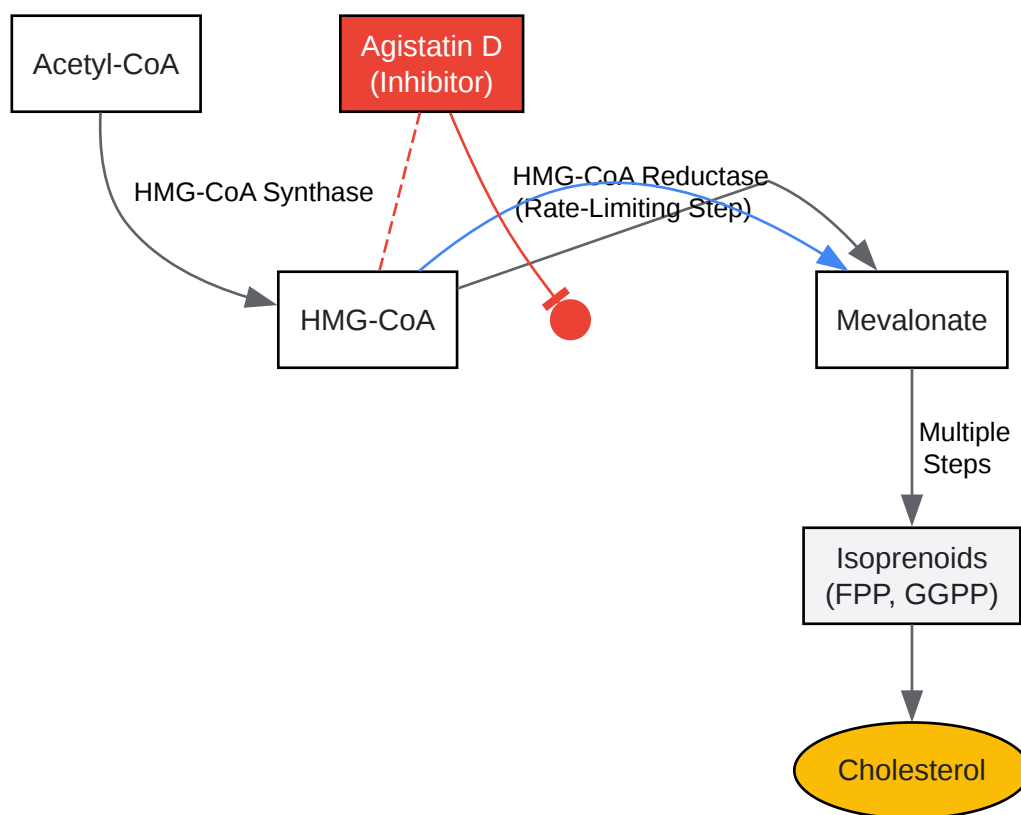 Acetyl-CoA
Agistatin D
(Inhibitor)
HMG-CoA Synthase
HMG-CoA Reductase
(Rate-Limiting Step)
HMG-CoA
Mevalonate
Multiple
Steps
Isoprenoids
(FPP, GGPP)
Cholesterol